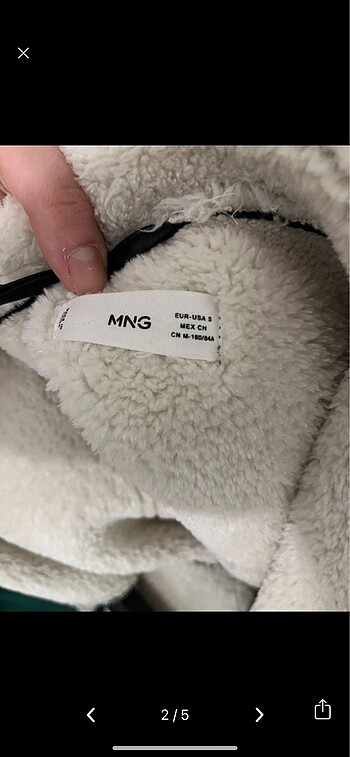 MNG
EUR-USA S
MEX CH
CN M-160/84A
2/5